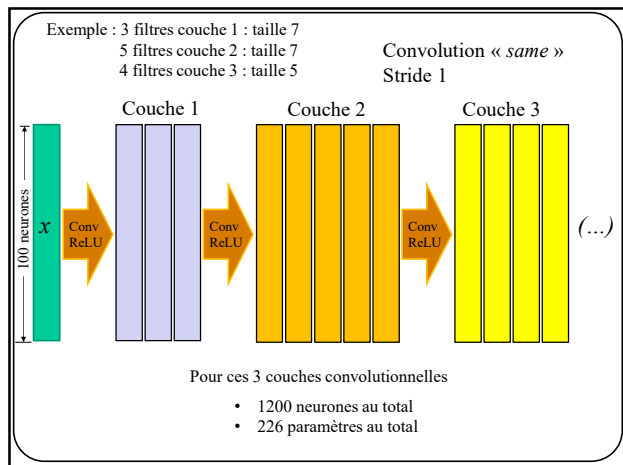 Exemple : 3 filtres couche 1 : taille 7
5 filtres couche 2 : taille 7
4 filtres couche 3 : taille 5
Convolution « same »
Stride 1
Couche 1
Couche 2
Couche 3
100 neurones
x
Conv
ReLU
Conv
ReLU
Conv
ReLU
(...)
Pour ces 3 couches convolutionnelles
• 1200 neurones au total
• 226 paramètres au total